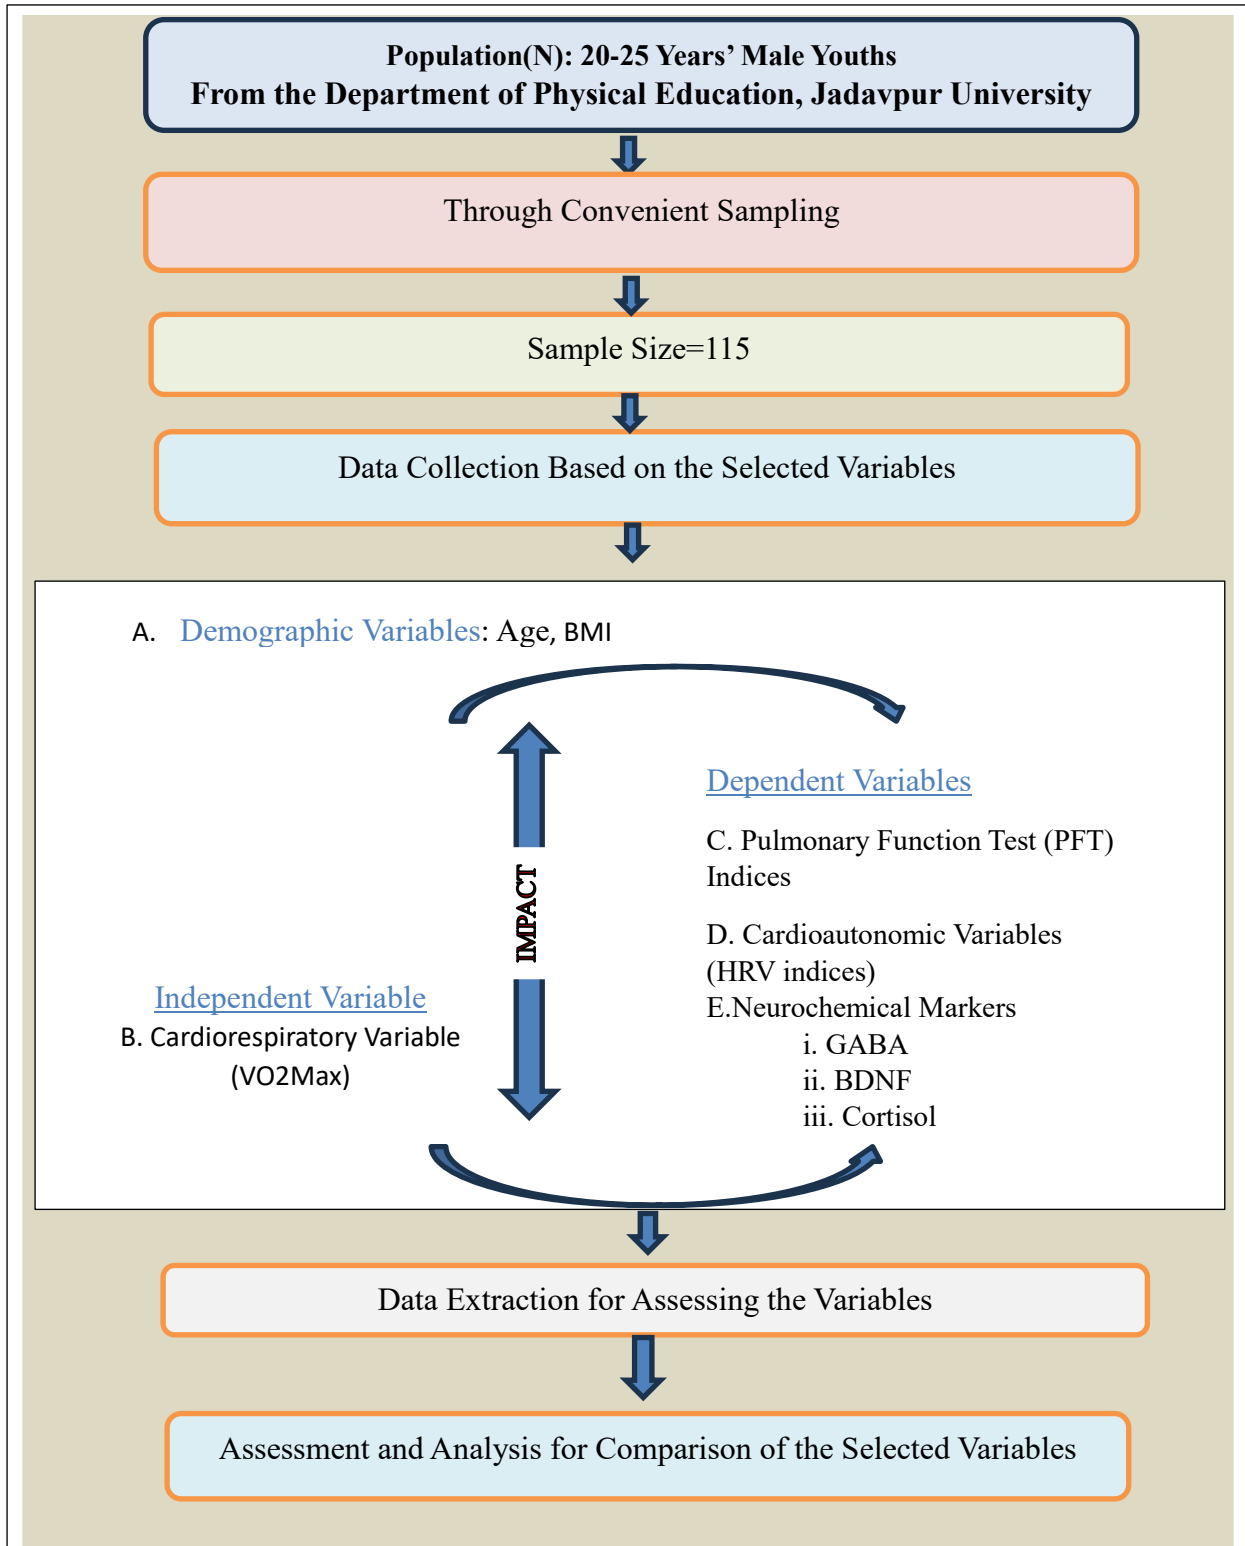 Population(N): 20-25 Years’ Male Youths
From the Department of Physical Education, Jadavpur University
Through Convenient Sampling
Sample Size=115
Data Collection Based on the Selected Variables
A. Demographic Variables: Age, BMI
IMPACT
Independent Variable
B. Cardiorespiratory Variable
(VO2Max)
Dependent Variables
C. Pulmonary Function Test (PFT)
Indices
D. Cardioautonomic Variables
(HRV indices)
E.Neurochemical Markers
i. GABA
ii. BDNF
iii. Cortisol
Data Extraction for Assessing the Variables
Assessment and Analysis for Comparison of the Selected Variables